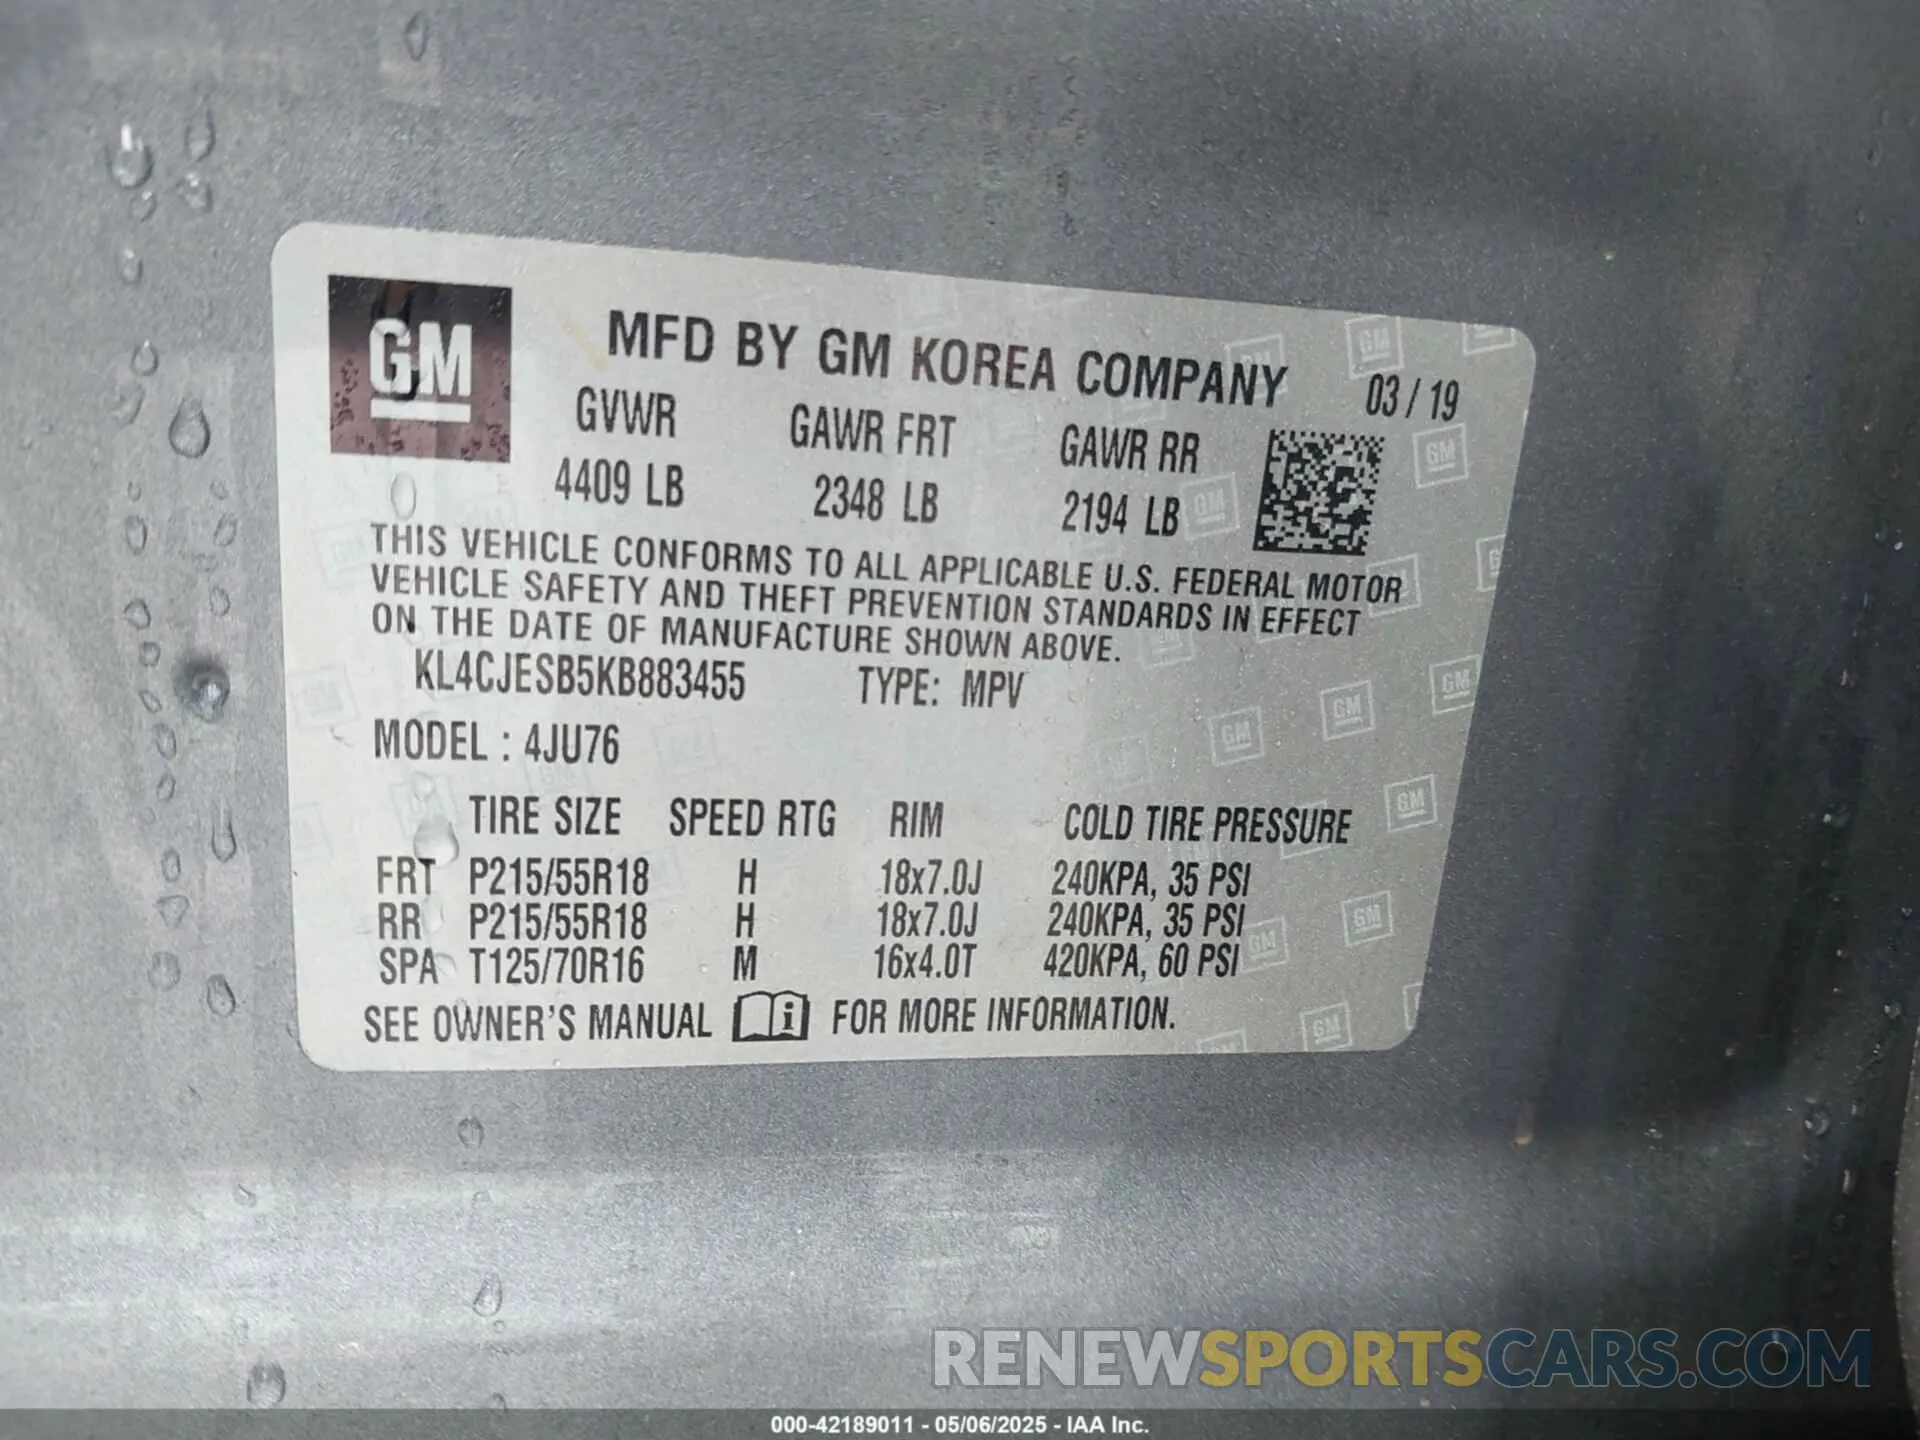 GM
MFD BY GM KOREA COMPANY 03 / 19
GVWR GAWR FRT GAWR RR
4409 LB 2348 LB 2194 LB
THIS VEHICLE CONFORMS TO ALL APPLICABLE U.S. FEDERAL MOTOR
VEHICLE SAFETY AND THEFT PREVENTION STANDARDS IN EFFECT
ON THE DATE OF MANUFACTURE SHOWN ABOVE.
KL4CJESB5KB883455 TYPE: MPV
MODEL : 4JU76
TIRE SIZE SPEED RTG RIM COLD TIRE PRESSURE
FRT P215/55R18 H 18x7.0J 240KPA, 35 PSI
RR P215/55R18 H 18x7.0J 240KPA, 35 PSI
SPA T125/70R16 M 16x4.0T 420KPA, 60 PSI
SEE OWNER'S MANUAL i FOR MORE INFORMATION.
RENEWSPORTSCARS.COM
000-42189011 - 05/06/2025 - IAA Inc.